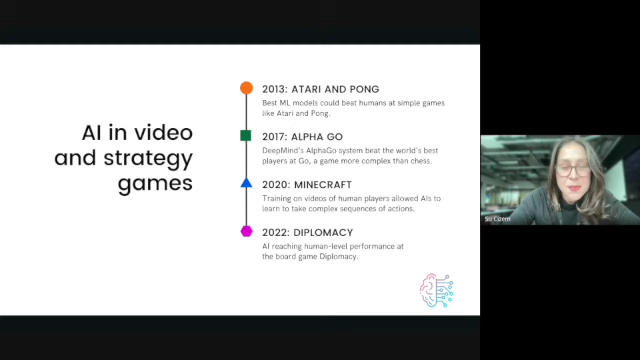 AI in video
and strategy
games
2013: ATARI AND PONG
Best ML models could beat humans at simple games
like Atari and Pong.
2017: ALPHA GO
DeepMind's AlphaGo system beat the world's best
players at Go, a game more complex than chess.
2020: MINECRAFT
Training on videos of human players allowed AIs to
learn to take complex sequences of actions.
2022: DIPLOMACY
AI reaching human-level performance at
the board game Diplomacy.